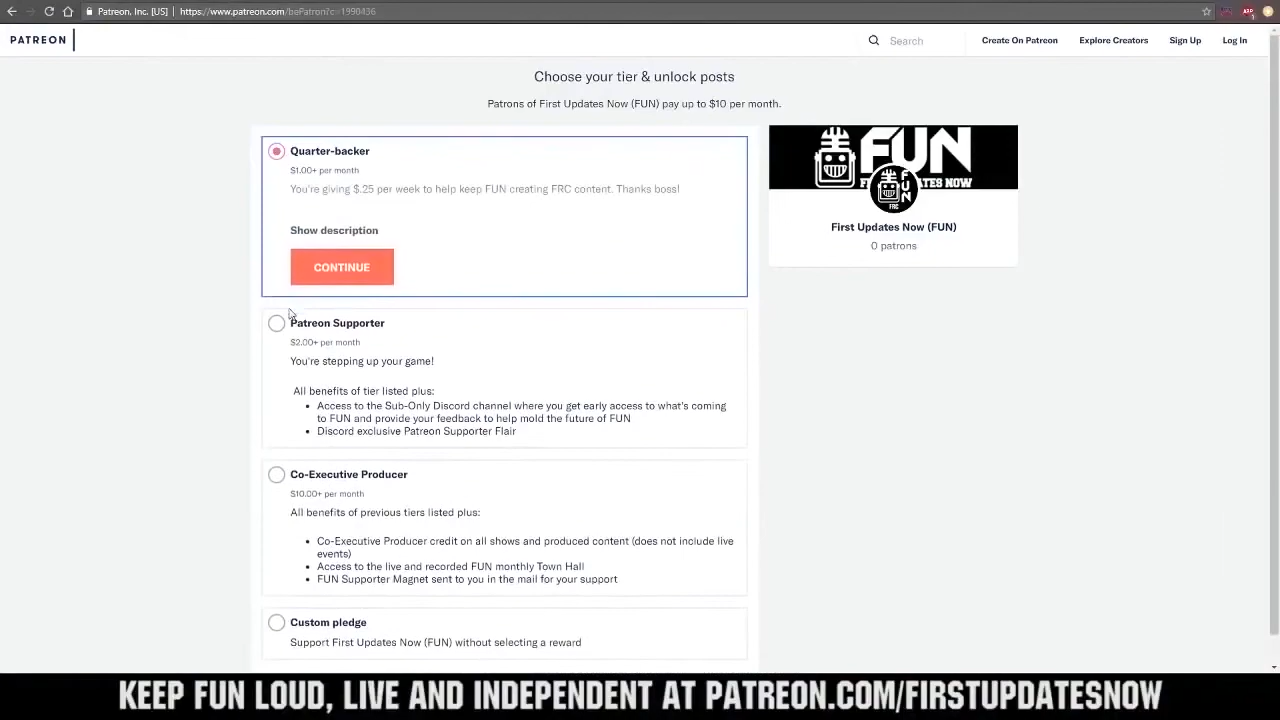 Patreon, Inc. [US] | https://www.patreon.com/bePatron?c=1990436
PATREON
Search
Create On Patreon
Explore Creators
Sign Up
Log In
Choose your tier & unlock posts
Patrons of First Updates Now (FUN) pay up to $10 per month.
Quarter-backer
$1.00+ per month
You're giving $.25 per week to help keep FUN creating FRC content. Thanks boss!
Show description
CONTINUE
Patreon Supporter
$2.00+ per month
You're stepping up your game!
All benefits of tier listed plus:
• Access to the Sub-Only Discord channel where you get early access to what's coming
to FUN and provide your feedback to help mold the future of FUN
• Discord exclusive Patreon Supporter Flair
Co-Executive Producer
$10.00+ per month
All benefits of previous tiers listed plus:
• Co-Executive Producer credit on all shows and produced content (does not include live
events)
• Access to the live and recorded FUN monthly Town Hall
• FUN Supporter Magnet sent to you in the mail for your support
Custom pledge
Support First Updates Now (FUN) without selecting a reward
FUN
FUN
FRC
First Updates Now (FUN)
0 patrons
KEEP FUN LOUD, LIVE AND INDEPENDENT AT PATREON.COM/FIRSTUPDATESNOW